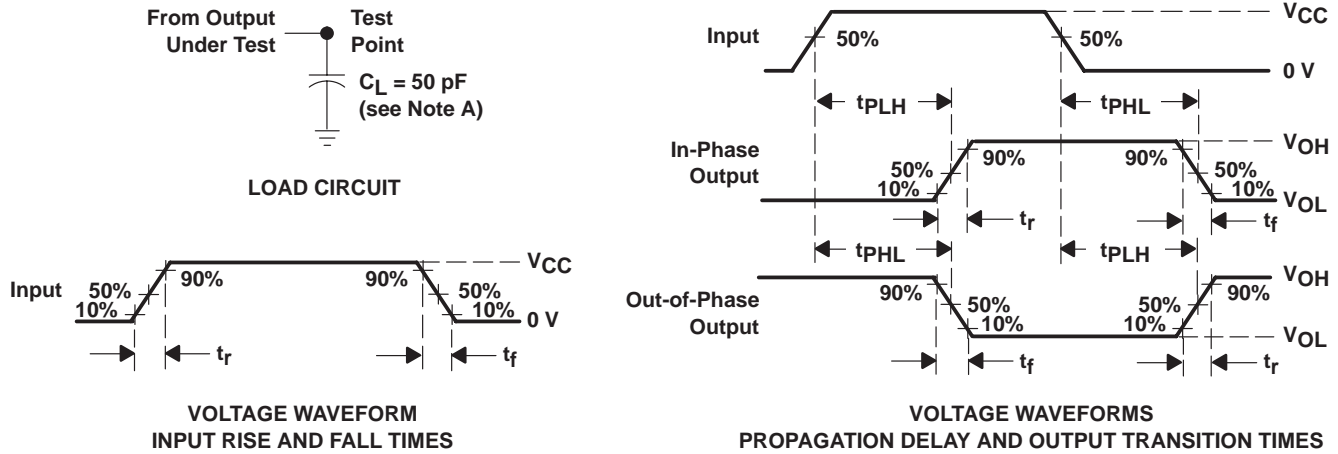 From Output
Under Test
Test
Point
CL = 50 pF
(see Note A)
LOAD CIRCUIT
Input
50%
10%
90%
90%
50%
10%
VCC
0 V
tr
tf
VOLTAGE WAVEFORM
INPUT RISE AND FALL TIMES
Input
50%
50%
VCC
0 V
tPLH
tPHL
In-Phase
Output
50%
10%
90%
90%
50%
10%
VOH
VOL
tr
tf
tPHL
tPLH
Out-of-Phase
Output
90%
50%
10%
50%
10%
90%
VOH
VOL
tf
tr
VOLTAGE WAVEFORMS
PROPAGATION DELAY AND OUTPUT TRANSITION TIMES